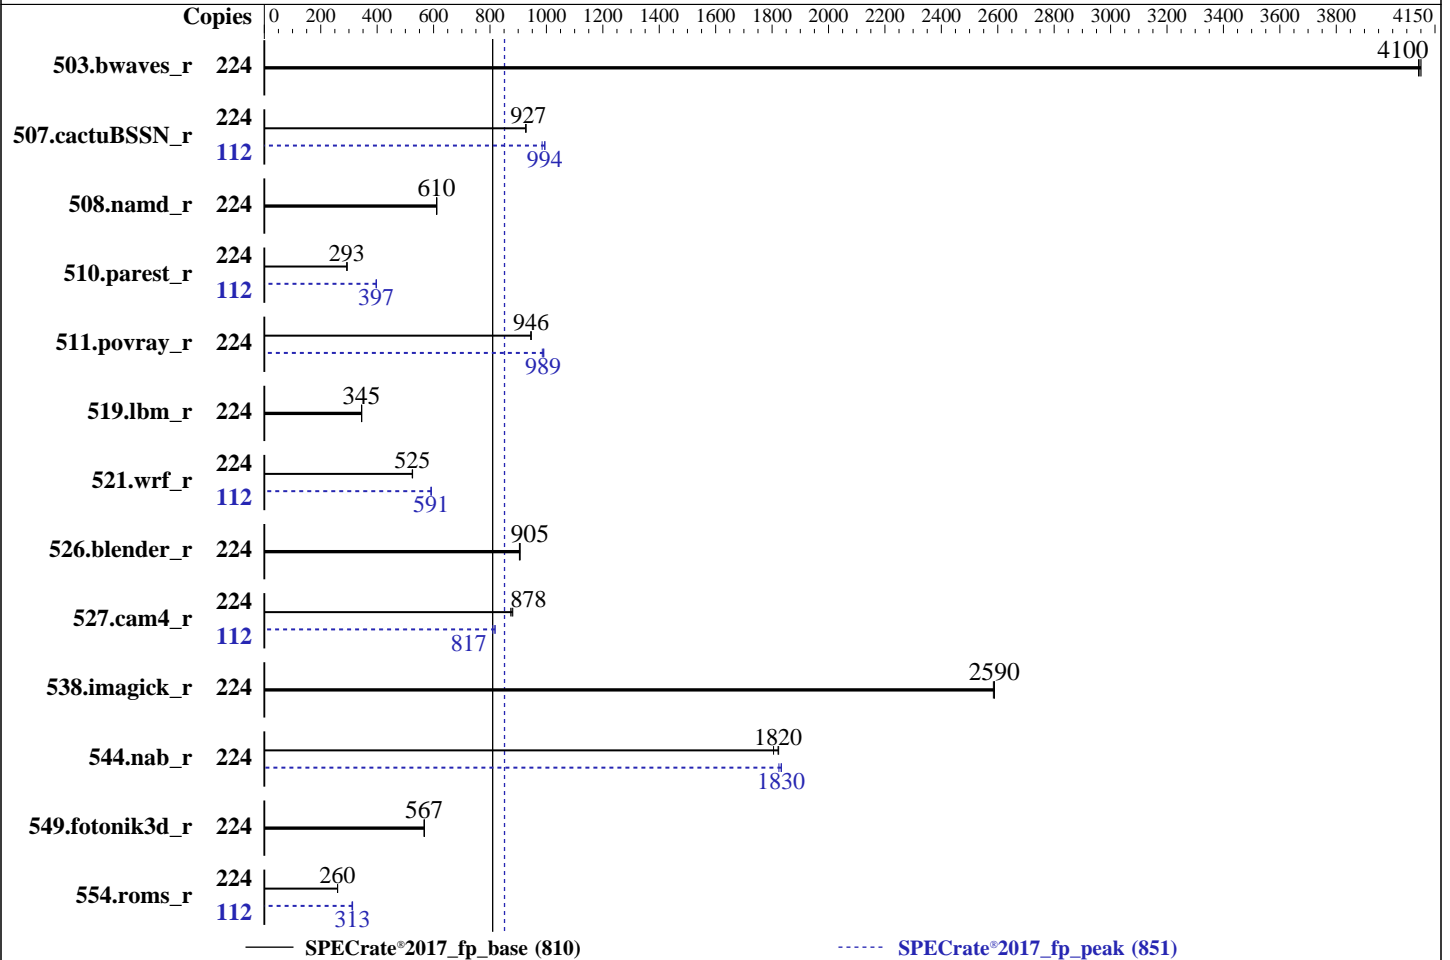 Copies 0 200 400 600 800 1000 1200 1400 1600 1800 2000 2200 2400 2600 2800 3000 3200 3400 3600 3800 4150
503.bwaves_r 224 4100
507.cactuBSSN_r 224 927
112 994
508.namd_r 224 610
510.parest_r 224 293
112 397
511.povray_r 224 946
989
519.lbm_r 224 345
521.wrf_r 224 525
112 591
526.blender_r 224 905
527.cam4_r 224 878
112 817
538.imagick_r 224 2590
544.nab_r 224 1820
1830
549.fotonik3d_r 224 567
554.roms_r 224 260
112 313
SPECrate®2017_fp_base (810) SPECrate®2017_fp_peak (851)